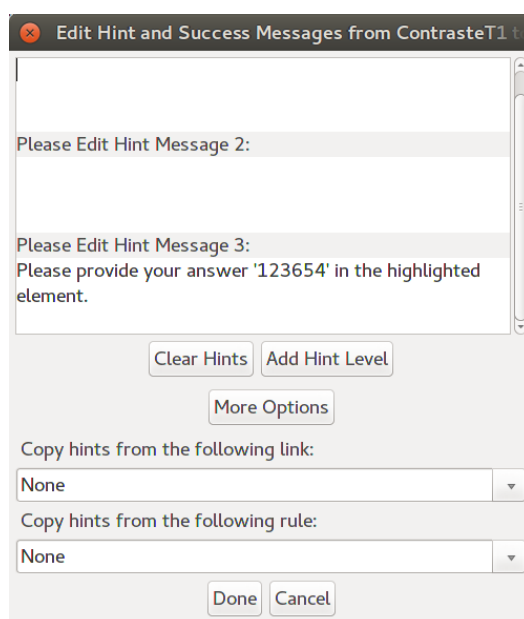 Edit Hint and Success Messages from ContrasteT1 t
Please Edit Hint Message 2:
Please Edit Hint Message 3:
Please provide your answer '123654' in the highlighted
element.
Clear Hints Add Hint Level
More Options
Copy hints from the following link:
None
Copy hints from the following rule:
None
Done Cancel